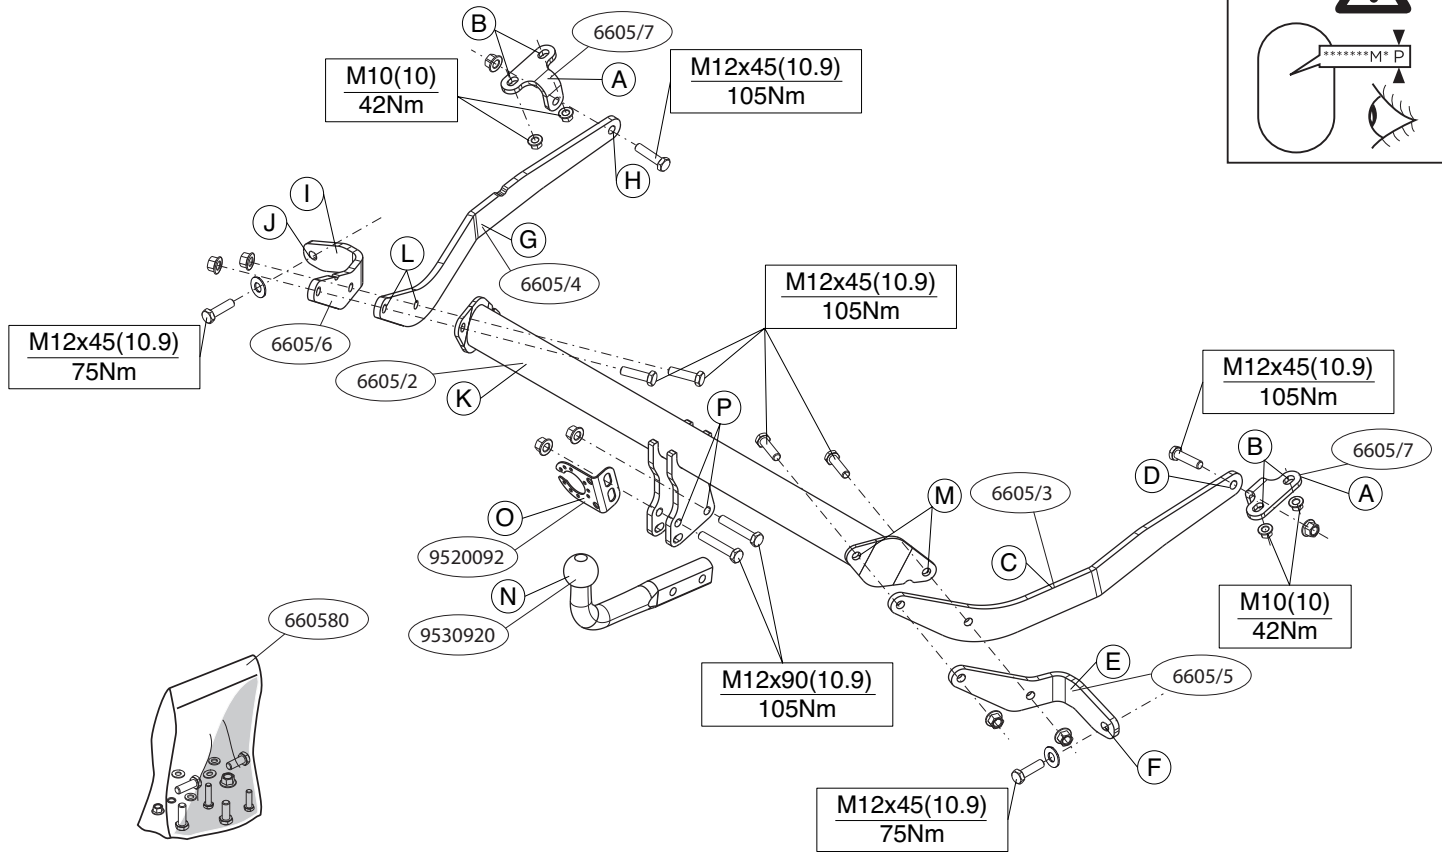 B
6605/7
A
M10(10)
42Nm
M12x45(10.9)
105Nm
*******M* P
H
I
J
L
G
6605/4
M12x45(10.9)
75Nm
6605/6
6605/2
K
M12x45(10.9)
105Nm
P
M12x45(10.9)
105Nm
B
6605/7
D
A
M
6605/3
O
9520092
C
N
9530920
M10(10)
42Nm
660580
M12x90(10.9)
105Nm
E
6605/5
F
M12x45(10.9)
75Nm